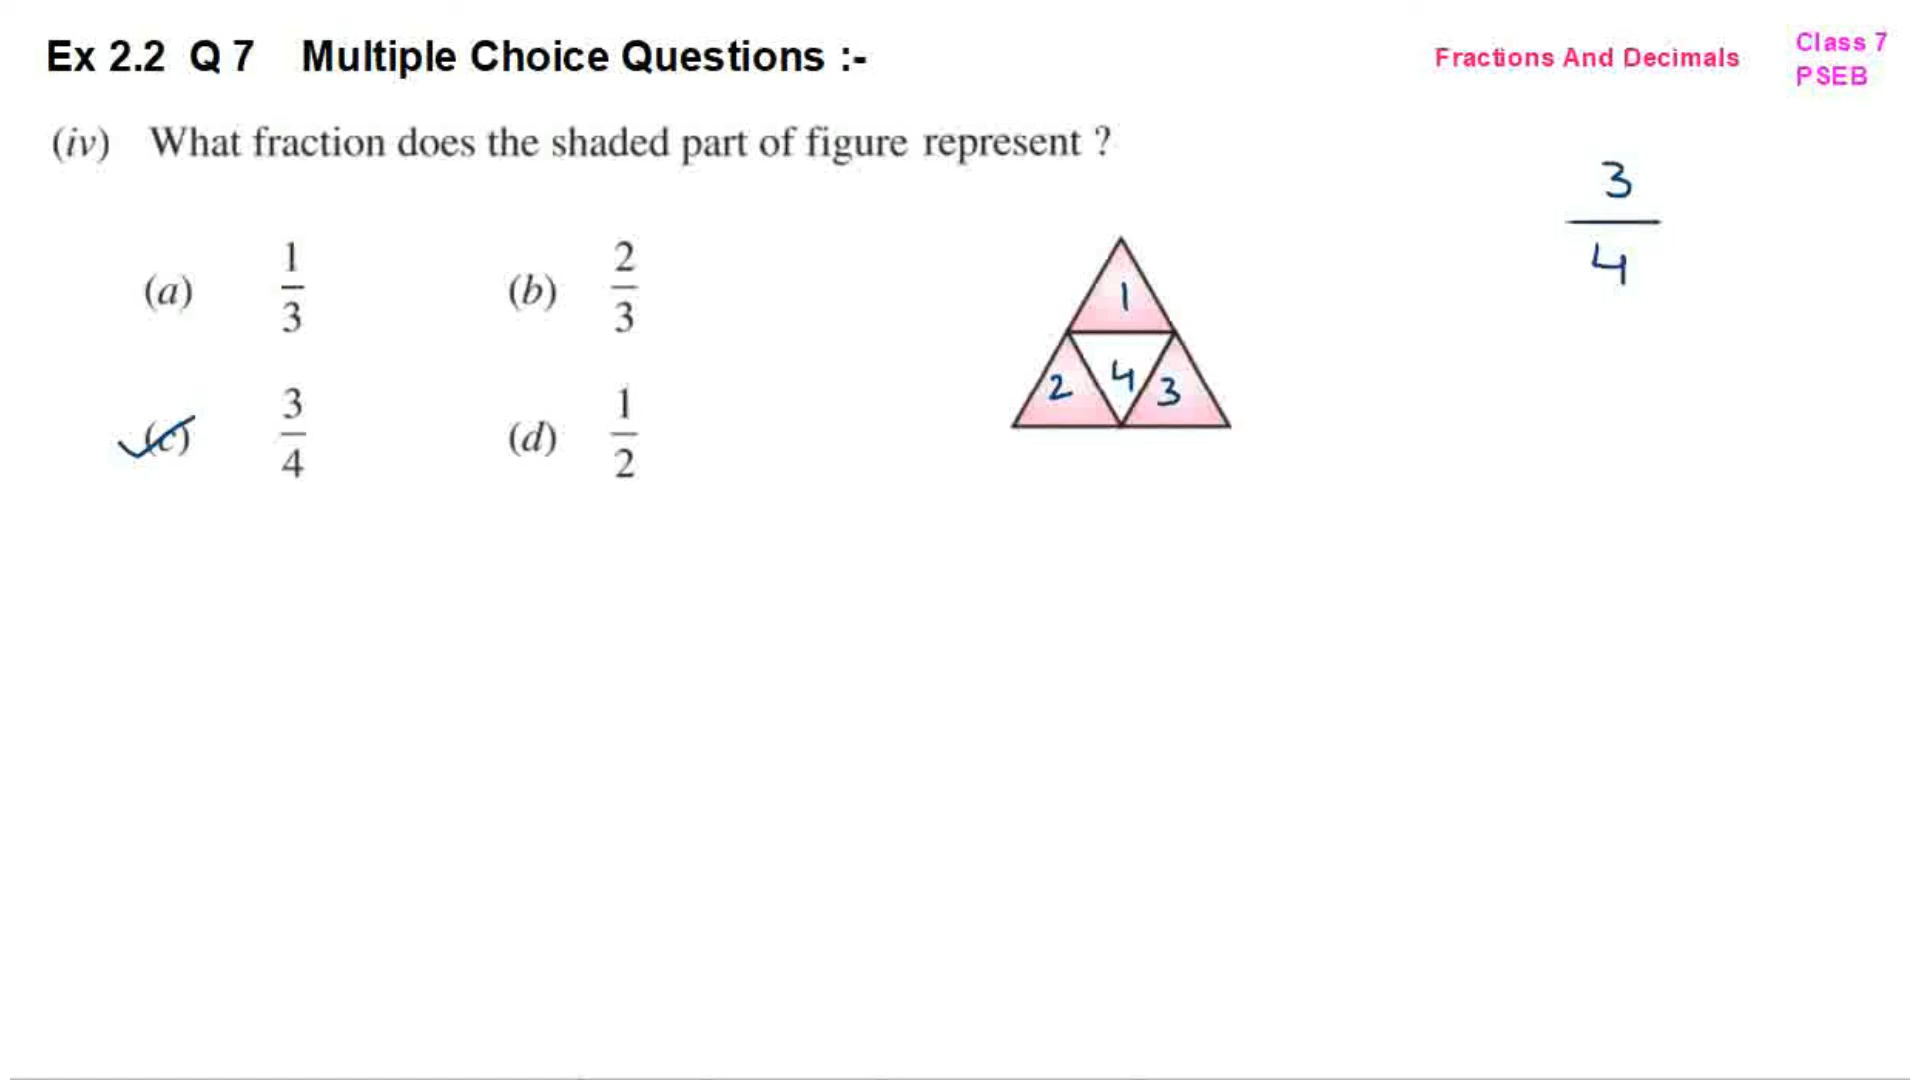 Ex 2.2 Q 7 Multiple Choice Questions :-
Fractions And Decimals
Class 7
PSEB
(iv) What fraction does the shaded part of figure represent ?
3
4
(a) 1/3 (b) 2/3
(c) 3/4 (d) 1/2
1
2 4 3